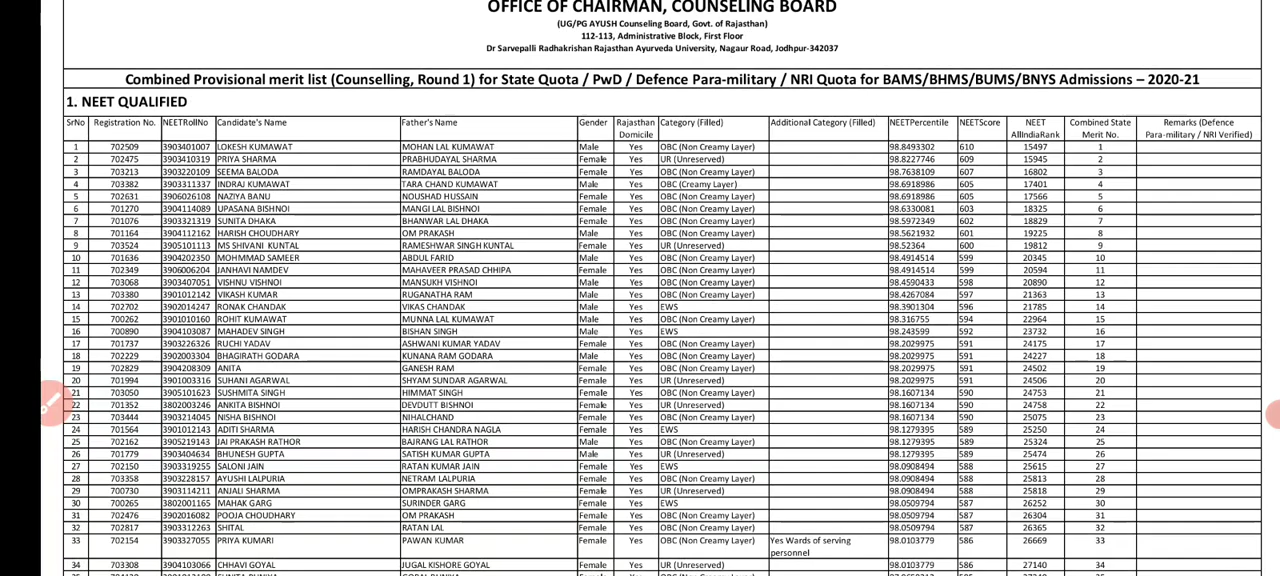 OFFICE OF CHAIRMAN, COUNSELING BOARD
(UG/PG AYUSH Counseling Board, Govt. of Rajasthan)
112-113, Administrative Block, First Floor
Dr Sarvepalli Radhakrishan Rajasthan Ayurveda University, Nagaur Road, Jodhpur-342037
Combined Provisional merit list (Counselling, Round 1) for State Quota / PwD / Defence Para-military / NRI Quota for BAMS/BHMS/BUMS/BNYS Admissions – 2020-21
1. NEET QUALIFIED
SrNo Registration No. NEETRollNo Candidate's Name Father's Name Gender Rajasthan Domicile Category (Filled) Additional Category (Filled) NEETPercentile NEETScore NEET AllIndiaRank Combined State Merit No. Remarks (Defence Para-military / NRI Verified)
1 702509 3903401007 LOKESH KUMAWAT MOHAN LAL KUMAWAT Male Yes OBC (Non Creamy Layer) 98.8493302 610 15497 1
2 702475 3903410319 PRIYA SHARMA PRABHUDAYAL SHARMA Female Yes UR (Unreserved) 98.8227746 609 15945 2
3 703213 3903220109 SEEMA BALODA RAMDAYAL BALODA Female Yes OBC (Non Creamy Layer) 98.7638109 607 16802 3
4 703382 3903311337 INDRAJ KUMAWAT TARA CHAND KUMAWAT Male Yes OBC (Creamy Layer) 98.6918986 605 17401 4
5 702631 3906026108 NAZIYA BANU NOUSHAD HUSSAIN Female Yes OBC (Non Creamy Layer) 98.6918986 605 17566 5
6 701270 3904114089 UPASANA BISHNOI MANGI LAL BISHNOI Female Yes OBC (Non Creamy Layer) 98.6330081 603 18325 6
7 701076 3903321319 SUNITA DHAKA BHANWAR LAL DHAKA Female Yes OBC (Non Creamy Layer) 98.5972349 602 18829 7
8 701164 3904112162 HARISH CHOUDHARY OM PRAKASH Male Yes OBC (Non Creamy Layer) 98.5621932 601 19225 8
9 703524 3905101113 MS SHIVANI KUNTAL RAMESHWAR SINGH KUNTAL Female Yes UR (Unreserved) 98.52364 600 19812 9
10 701636 3904202350 MOHMMAD SAMEER ABDUL FARID Male Yes OBC (Non Creamy Layer) 98.4914514 599 20345 10
11 702349 3906006204 JANHAVI NAMDEV MAHAVEER PRASAD CHHIPA Female Yes OBC (Non Creamy Layer) 98.4914514 599 20594 11
12 703068 3903407051 VISHNU VISHNOI MANSUKH VISHNOI Male Yes OBC (Non Creamy Layer) 98.4590433 598 20890 12
13 703380 3901012142 VIKASH KUMAR RUGANATHA RAM Male Yes OBC (Non Creamy Layer) 98.4267084 597 21363 13
14 702702 3902014247 RONAK CHANDAK VIKAS CHANDAK Male Yes EWS 98.3901304 596 21785 14
15 700262 3901010160 ROHIT KUMAWAT MUNNA LAL KUMAWAT Male Yes OBC (Non Creamy Layer) 98.316755 594 22964 15
16 700890 3904103087 MAHADEV SINGH BISHAN SINGH Male Yes EWS 98.243599 592 23732 16
17 701737 3903226326 RUCHI YADAV ASHWANI KUMAR YADAV Female Yes OBC (Non Creamy Layer) 98.2029975 591 24175 17
18 702229 3902003304 BHAGIRATH GODARA KUNANA RAM GODARA Male Yes OBC (Non Creamy Layer) 98.2029975 591 24227 18
19 702829 3904208309 ANITA GANESH RAM Female Yes OBC (Non Creamy Layer) 98.2029975 591 24502 19
20 701994 3901003316 SUHANI AGARWAL SHYAM SUNDAR AGARWAL Female Yes UR (Unreserved) 98.2029975 591 24506 20
21 703050 3905101623 SUSHMITA SINGH HIMMAT SINGH Female Yes OBC (Non Creamy Layer) 98.1607134 590 24753 21
22 701352 3802003246 ANKITA BISHNOI DEVDUTT BISHNOI Female Yes UR (Unreserved) 98.1607134 590 24758 22
23 703444 3903214045 NISHA BISHNOI NIHALCHAND Female Yes OBC (Non Creamy Layer) 98.1607134 590 25075 23
24 701564 3901012143 ADITI SHARMA HARISH CHANDRA NAGLA Female Yes EWS 98.1279395 589 25250 24
25 702162 3905219143 JAI PRAKASH RATHOR BAJRANG LAL RATHOR Male Yes OBC (Non Creamy Layer) 98.1279395 589 25324 25
26 701779 3903404634 BHUNESH GUPTA SATISH KUMAR GUPTA Male Yes UR (Unreserved) 98.1279395 589 25474 26
27 702150 3903319255 SALONI JAIN RATAN KUMAR JAIN Female Yes EWS 98.0908494 588 25615 27
28 703358 3903228157 AYUSHI LALPURIA NETRAM LALPURIA Female Yes OBC (Non Creamy Layer) 98.0908494 588 25813 28
29 700730 3903114211 ANJALI SHARMA OMPRAKASH SHARMA Female Yes UR (Unreserved) 98.0908494 588 25818 29
30 700265 3802001165 MAHAK GARG SURINDER GARG Female Yes EWS 98.0509794 587 26252 30
31 702476 3902016082 POOJA CHOUDHARY OM PRAKASH Female Yes OBC (Non Creamy Layer) 98.0509794 587 26304 31
32 702817 3903312263 SHITAL RATAN LAL Female Yes OBC (Non Creamy Layer) 98.0509794 587 26365 32
33 702154 3903327055 PRIYA KUMARI PAWAN KUMAR Female Yes OBC (Non Creamy Layer) Yes Wards of serving personnel 98.0103779 586 26669 33
34 703308 3904103066 CHHAVI GOYAL JUGAL KISHORE GOYAL Female Yes UR (Unreserved) 98.0103779 586 27140 34